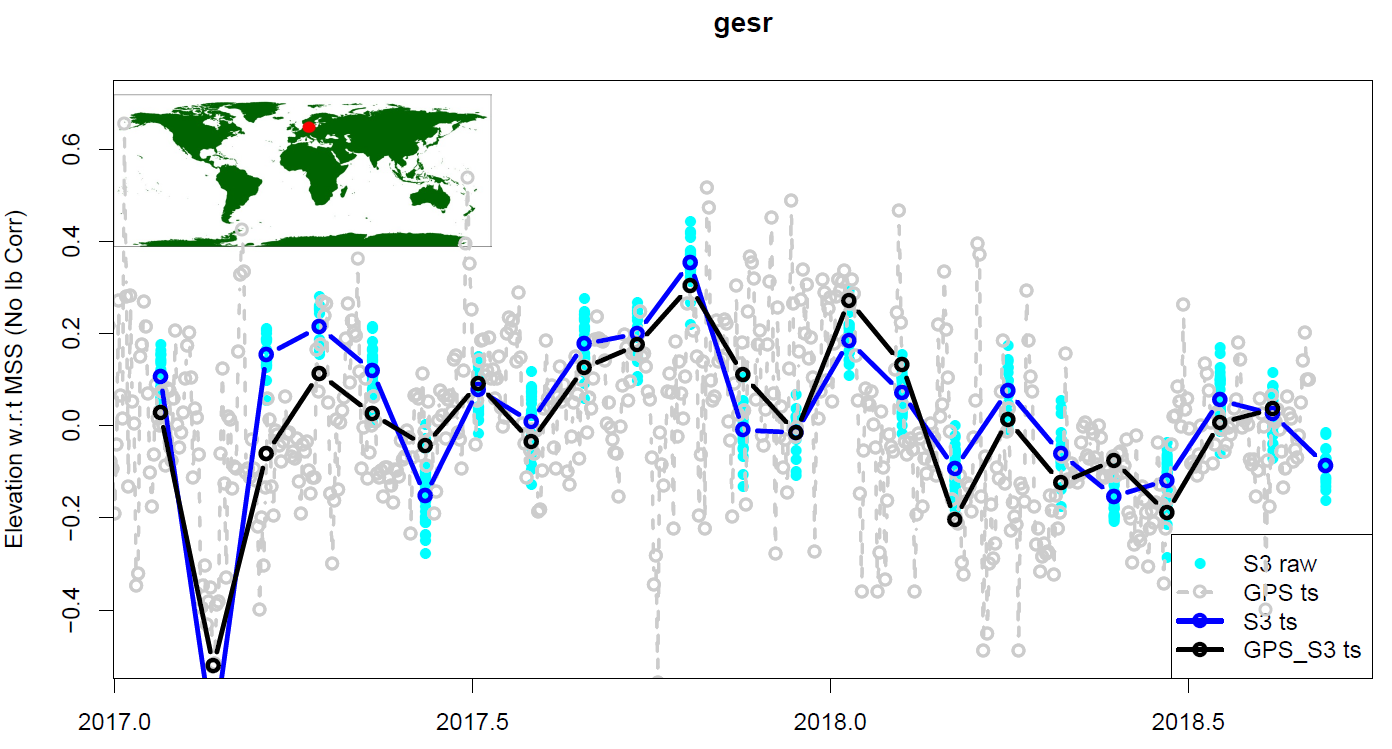 gesr
Elevation w.r.t MSS (No Ib Corr)
0.6
0.4
0.2
0.0
−0.2
−0.4
2017.0
2017.5
2018.0
2018.5
S3 raw
GPS ts
S3 ts
GPS_S3 ts